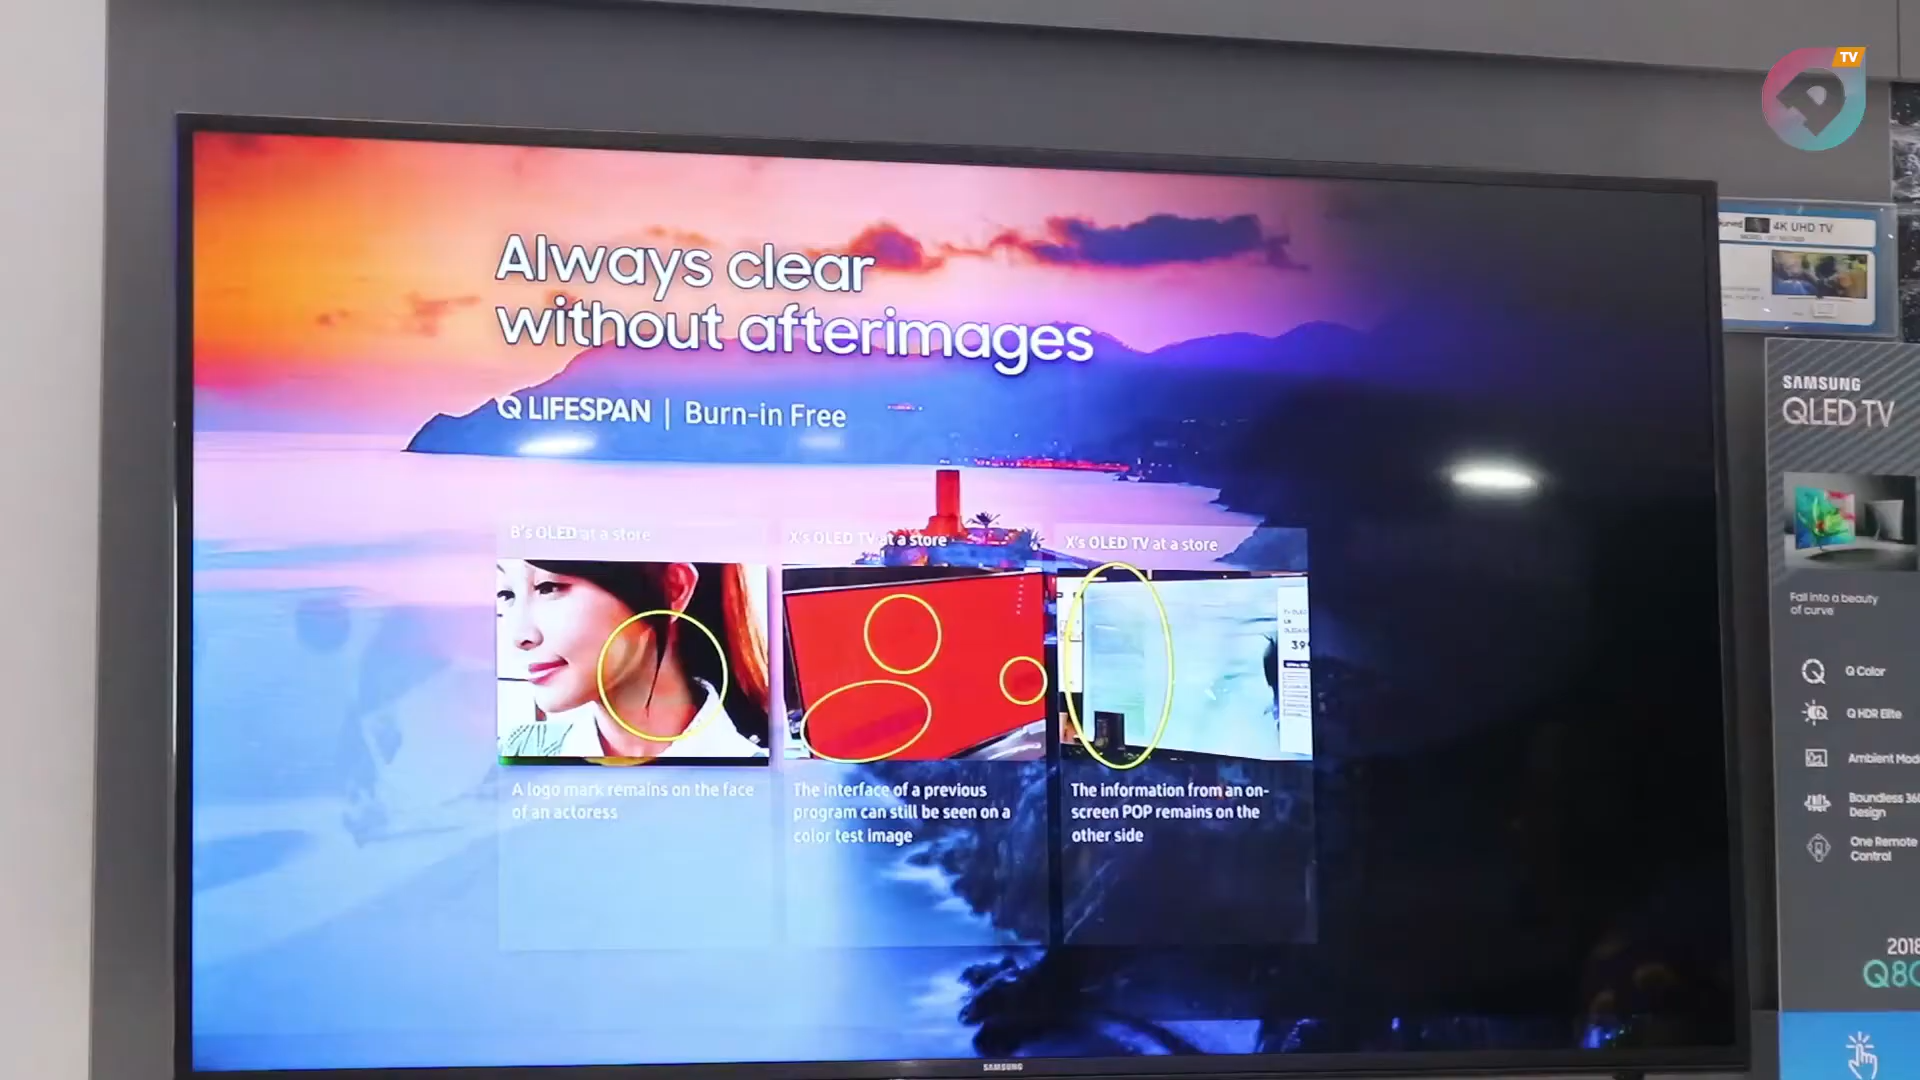 TV
Always clear
without afterimages
Q LIFESPAN | Burn-in Free
B's OLED at a store
X's OLED TV at a store
X's OLED TV at a store
A logo mark remains on the face
of an actoress
The interface of a previous
program can still be seen on a
color test image
The information from an on-
screen POP remains on the
other side
SAMSUNG
4K UHD TV
SAMSUNG
QLED TV
Fall into a beauty
of curve
Q Color
Q HDR Elite
Ambient Mode
Boundless 360
Design
One Remote
Control
2018